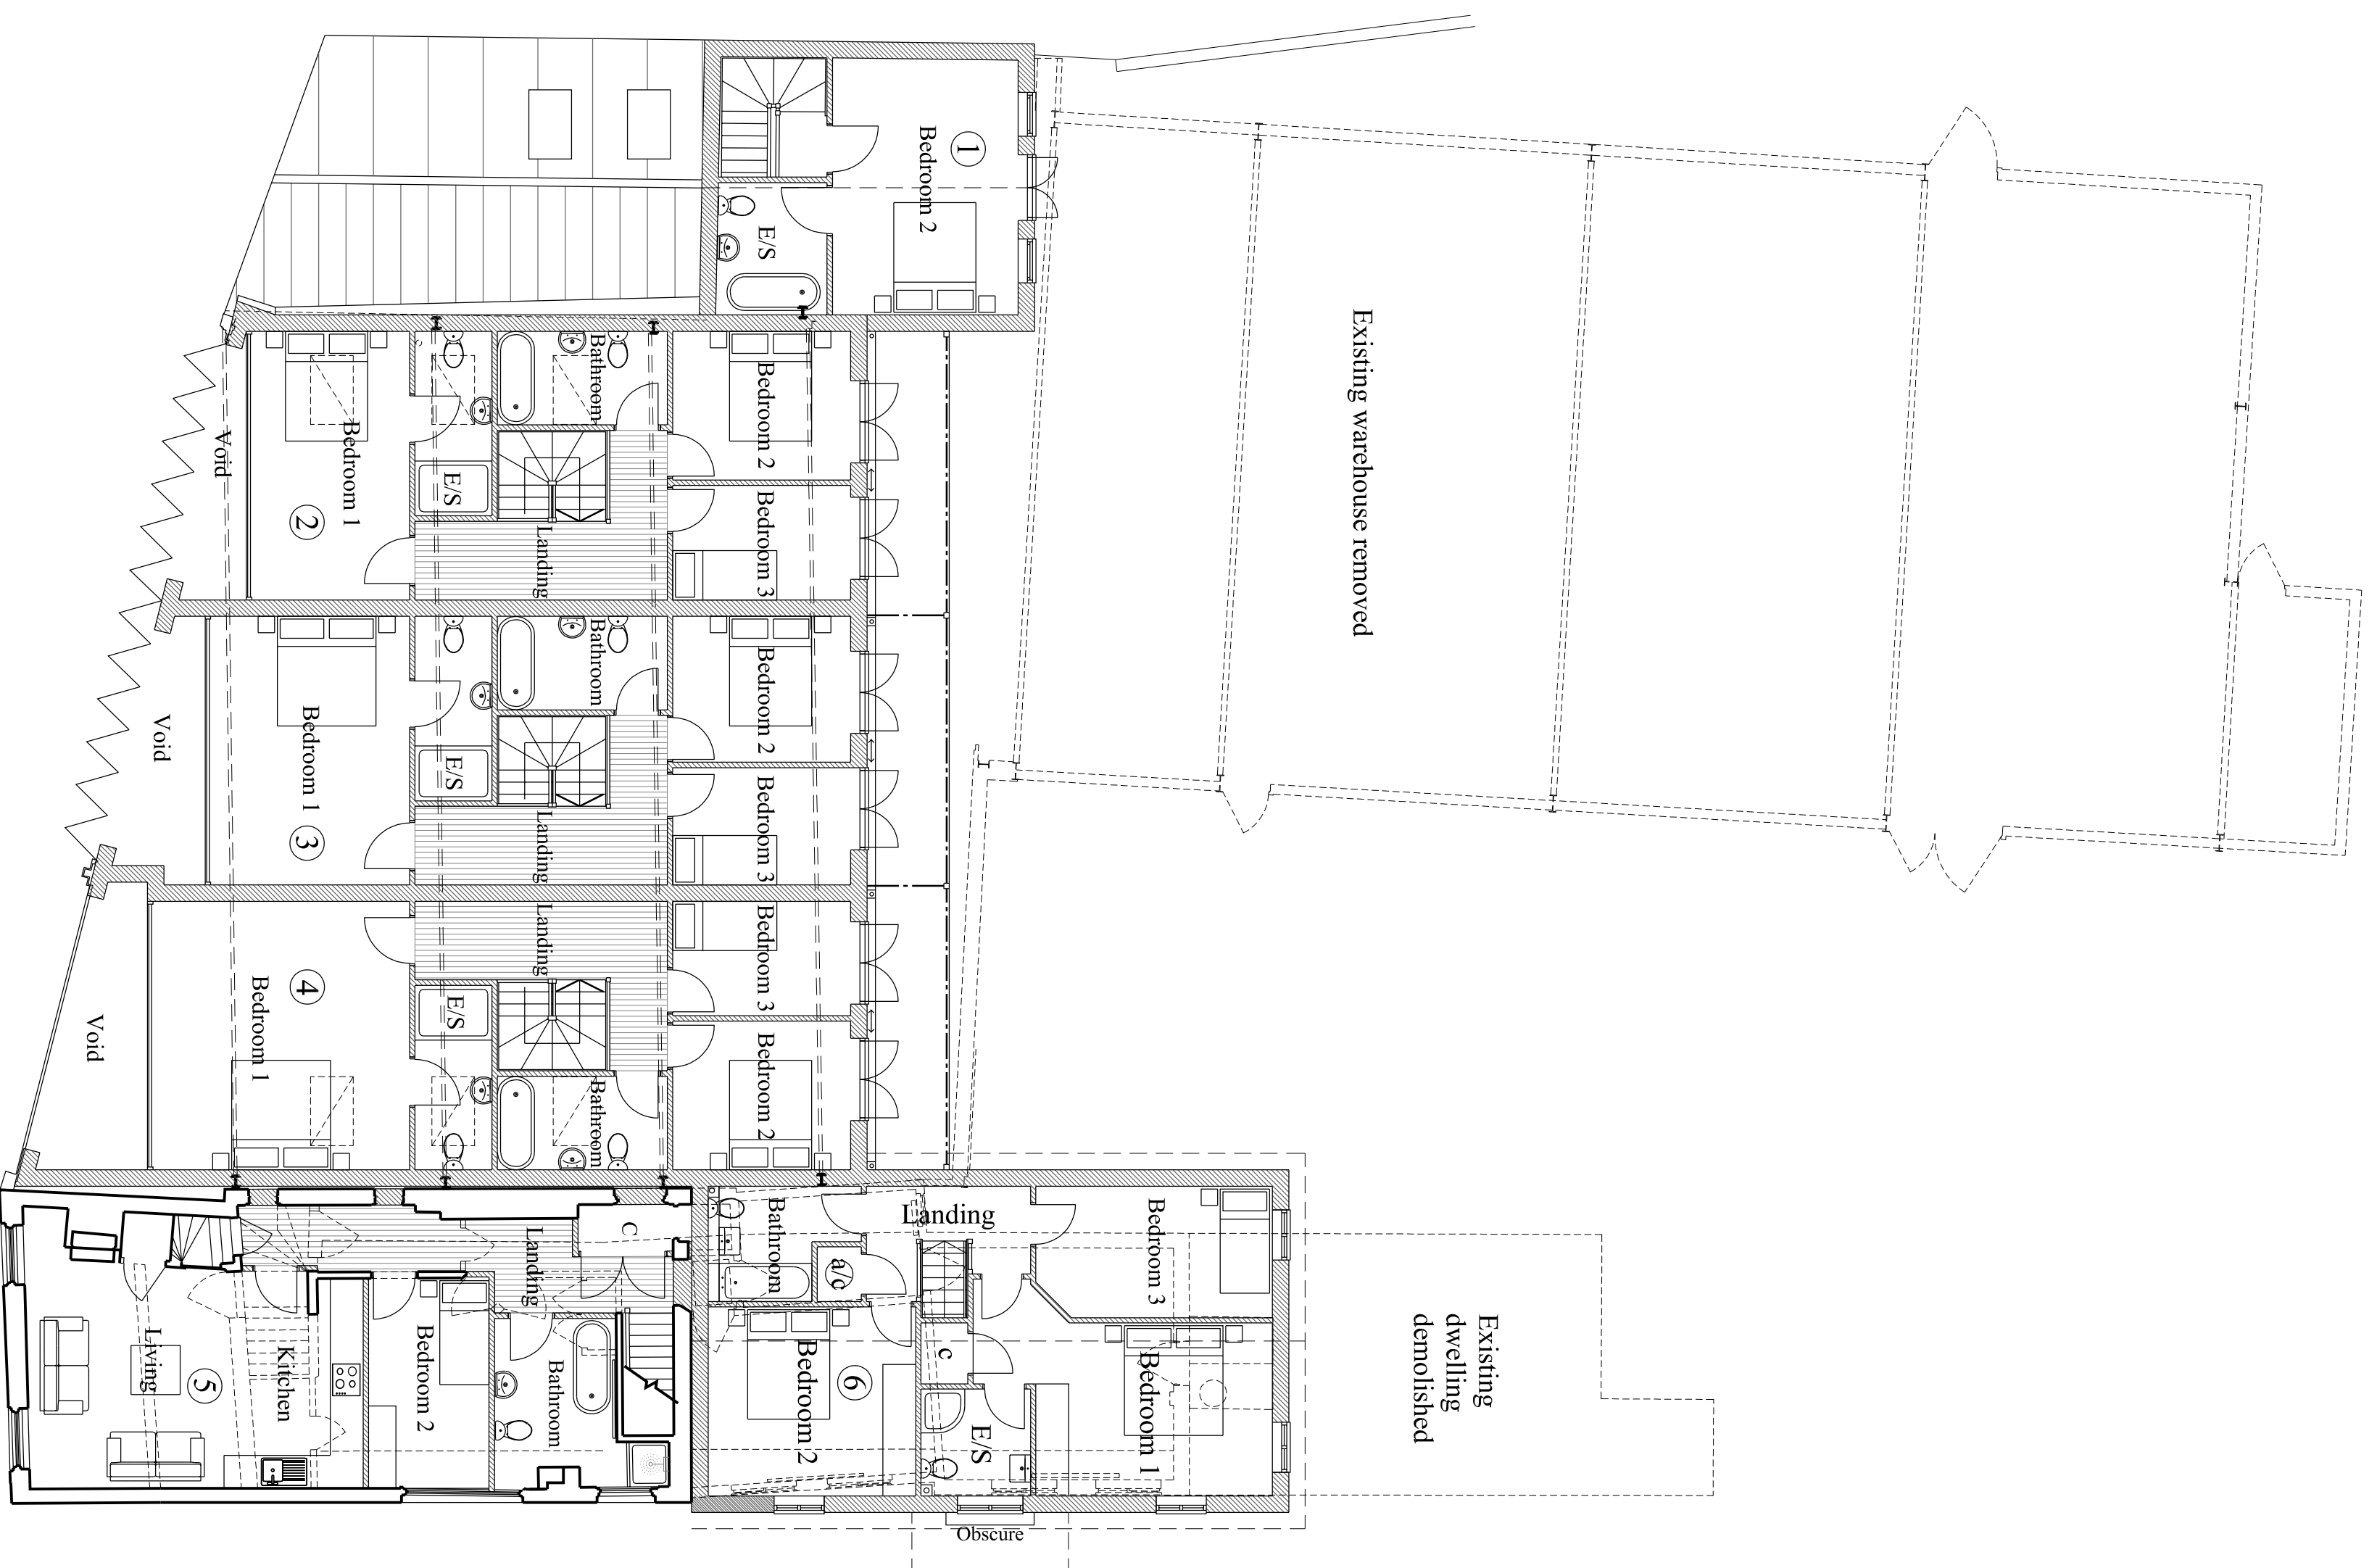 1
Bedroom 2
E/S
Existing warehouse removed
Void
Bedroom 1
2
E/S
Bathroom
Landing
Bedroom 2
Bedroom 3
Void
Bedroom 1
3
E/S
Bathroom
Landing
Bedroom 2
Bedroom 3
Void
Bedroom 1
4
E/S
Landing
Bathroom
Bedroom 3
Bedroom 2
Living
5
Kitchen
Bedroom 2
Landing
C
Bathroom
Bathroom
a/c
Landing
Bedroom 3
Bedroom 2
6
c
E/S
Bedroom 1
Obscure
Existing
dwelling
demolished